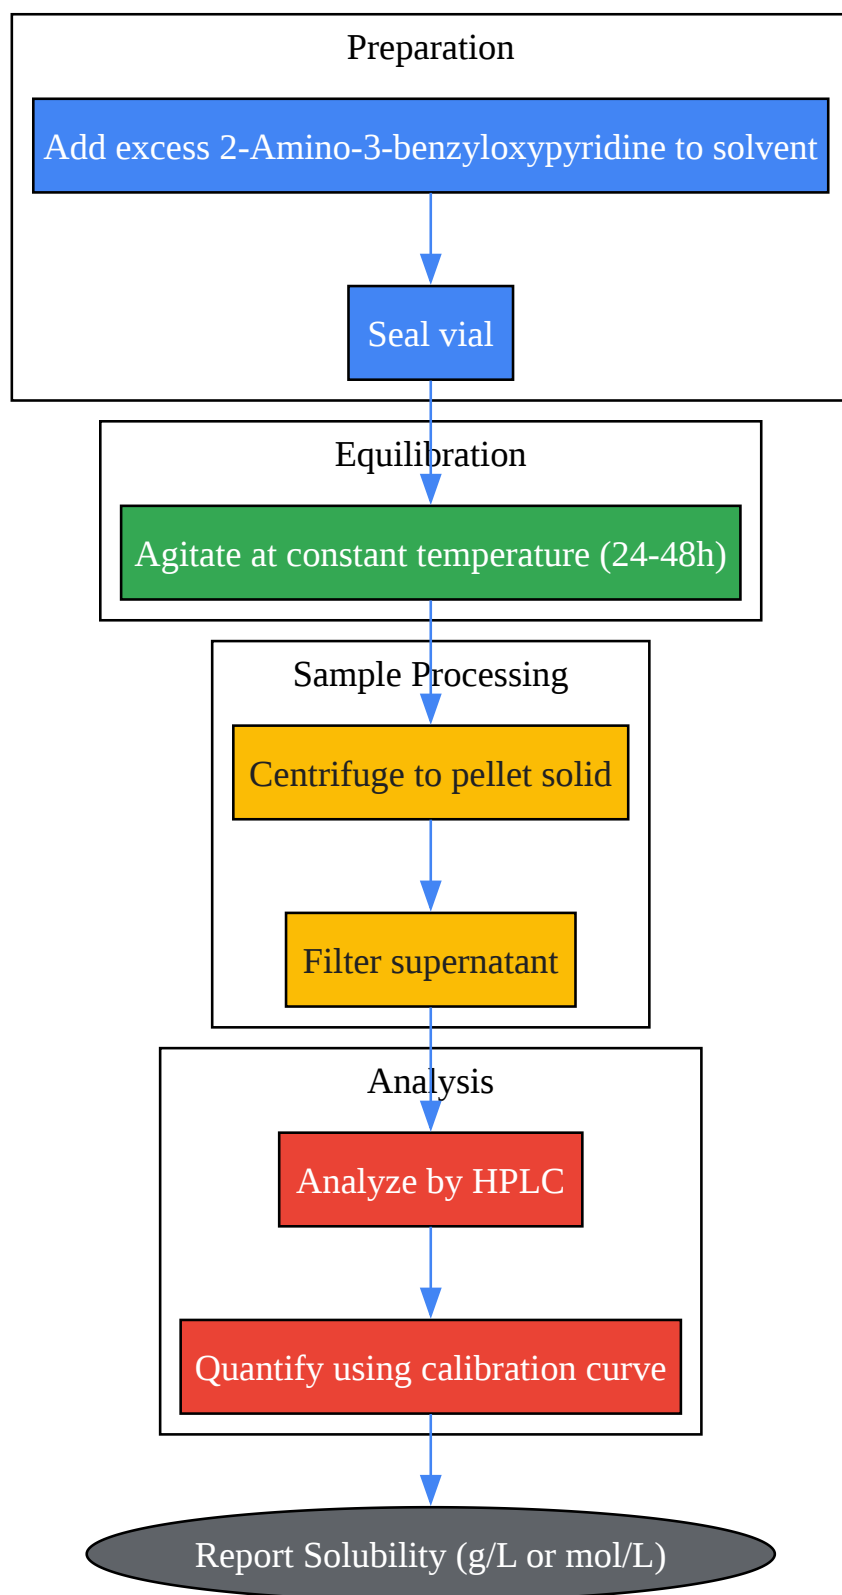 Preparation
Add excess 2-Amino-3-benzyloxypyridine to solvent
Seal vial
Equilibration
Agitate at constant temperature (24-48h)
Sample Processing
Centrifuge to pellet solid
Filter supernatant
Analysis
Analyze by HPLC
Quantify using calibration curve
Report Solubility (g/L or mol/L)